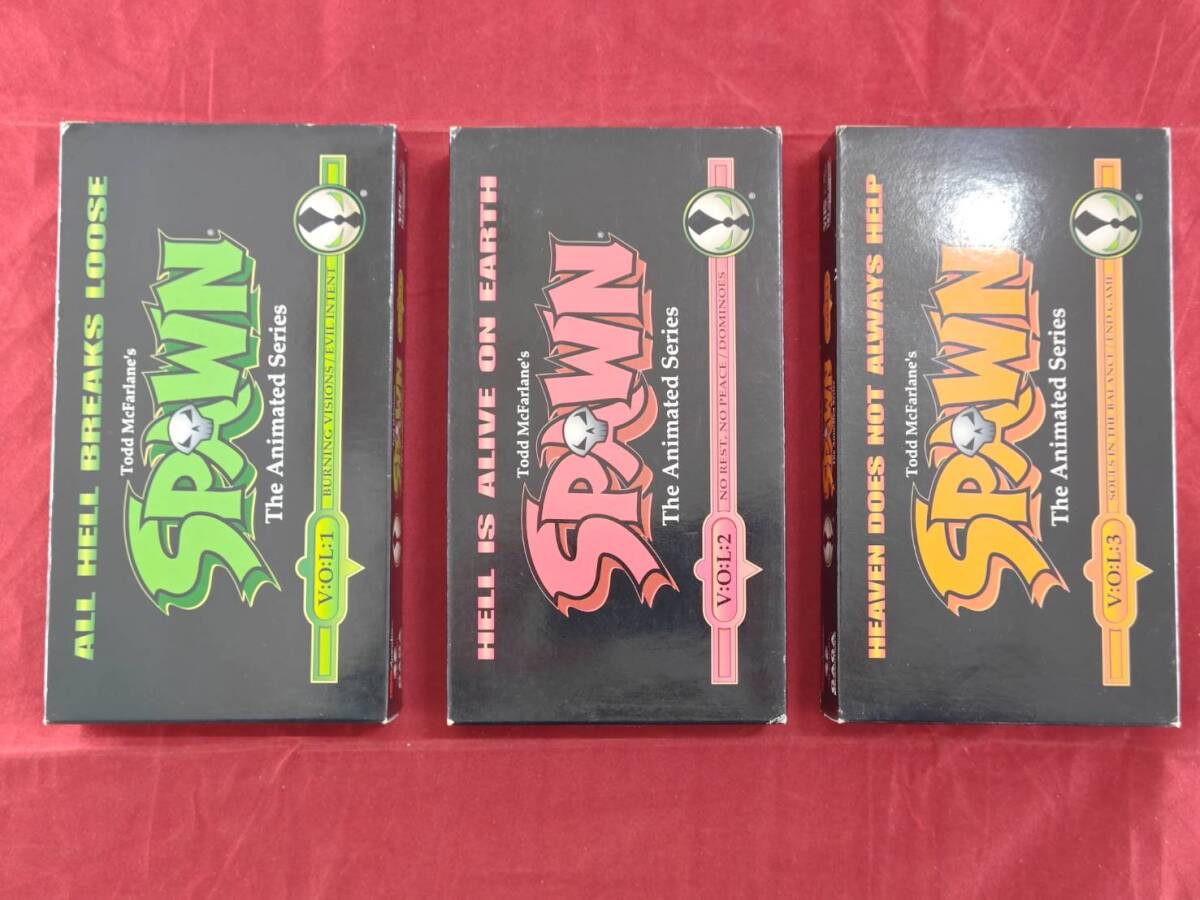 ALL HELL BREAKS LOOSE
Todd McFarlane's
SPAWN®
The Animated Series
V:O:L:1 BURNING VISIONS/EVIL INTENT ®
SPAWN
HELL IS ALIVE ON EARTH
Todd McFarlane's
SPAWN®
The Animated Series
V:O:L:2 NO REST, NO PEACE/DOMINOES ®
HEAVEN DOES NOT ALWAYS HELP
Todd McFarlane's
SPAWN
The Animated Series
V:O:L:3 SOULS IN THE BALANCE/END GAME ®
SPAWN